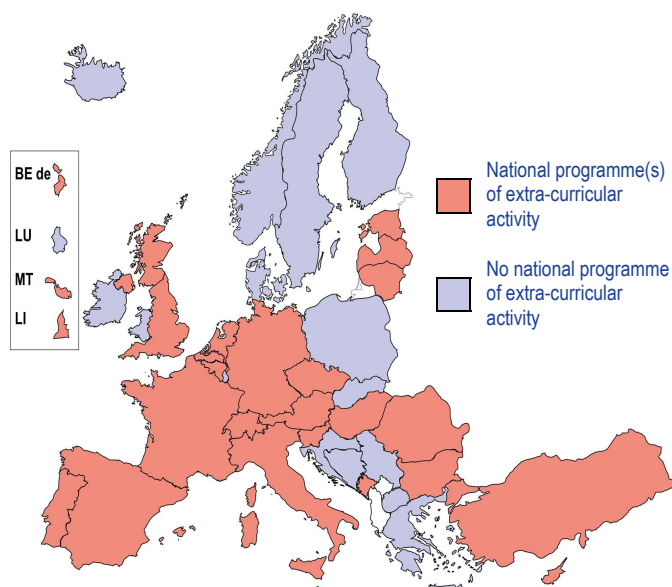 BE de
LU
MT
LI
National programme(s)
of extra-curricular
activity
No national programme
of extra-curricular
activity